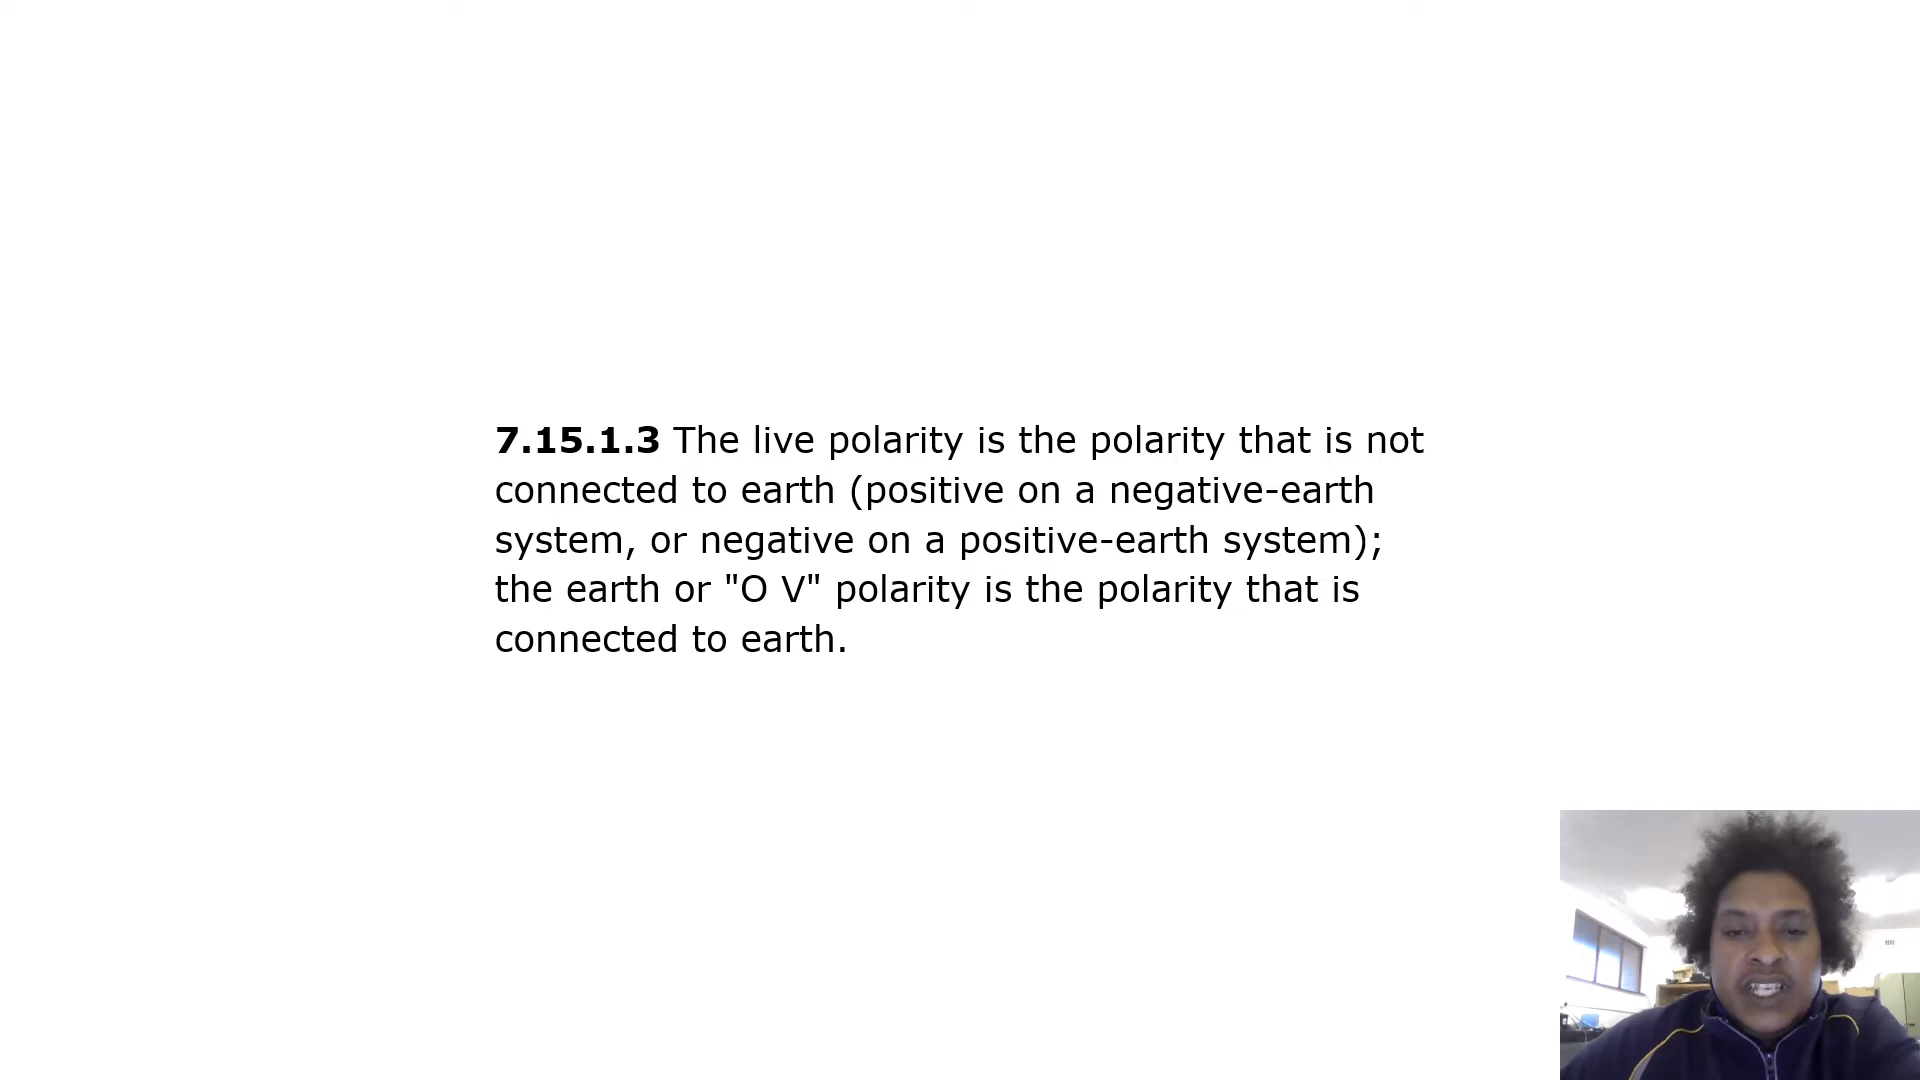 7.15.1.3 The live polarity is the polarity that is not
connected to earth (positive on a negative-earth
system, or negative on a positive-earth system);
the earth or "O V" polarity is the polarity that is
connected to earth.